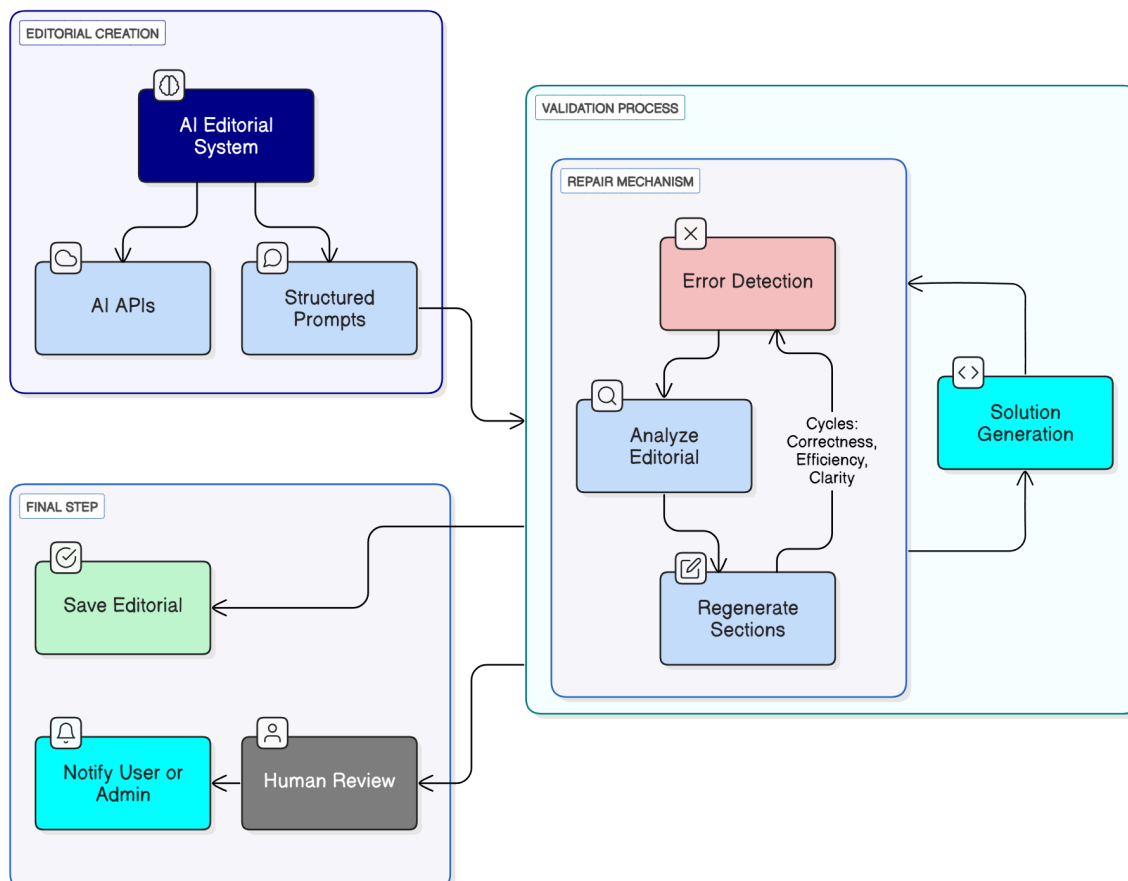 EDITORIAL CREATION
AI Editorial
System
AI APIs
Structured
Prompts
VALIDATION PROCESS
REPAIR MECHANISM
Error Detection
Analyze
Editorial
Cycles:
Correctness,
Efficiency,
Clarity
Regenerate
Sections
Solution
Generation
FINAL STEP
Save Editorial
Notify User or
Admin
Human Review